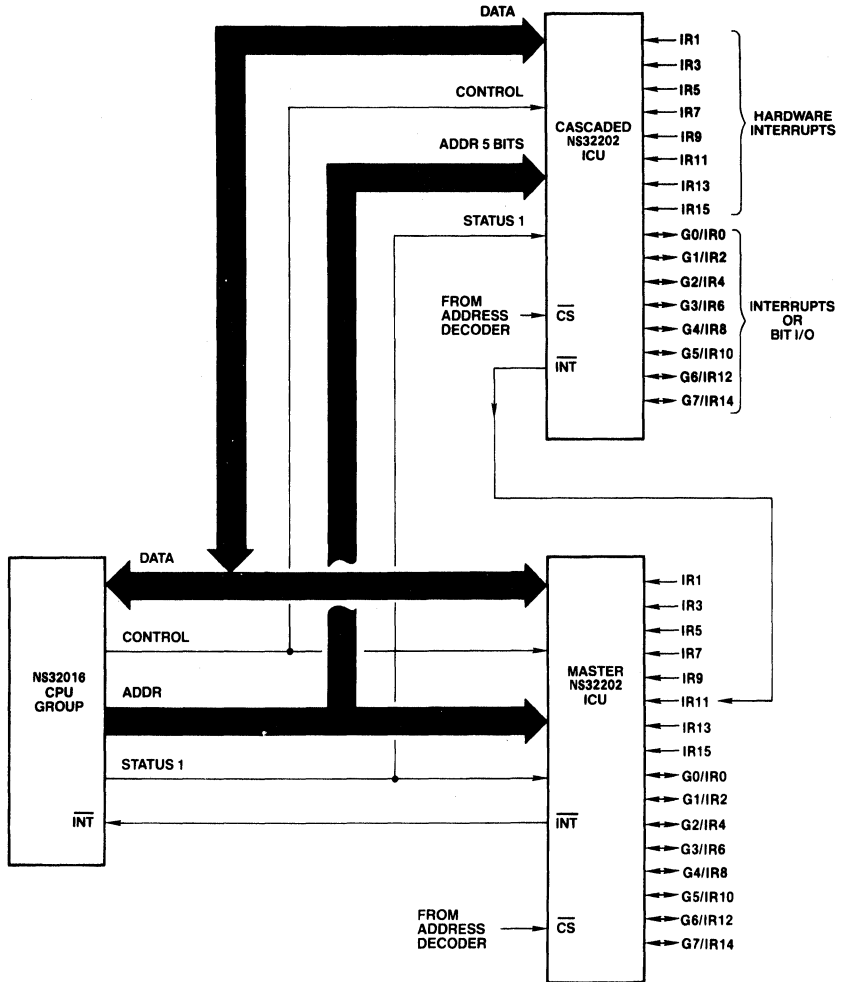 DATA
CONTROL
ADDR 5 BITS
STATUS 1
FROM
ADDRESS
DECODER
CS
INT
CASCADED
NS32202
ICU
IR1
IR3
IR5
IR7
IR9
IR11
IR13
IR15
HARDWARE
INTERRUPTS
G0/IR0
G1/IR2
G2/IR4
G3/IR6
G4/IR8
G5/IR10
G6/IR12
G7/IR14
INTERRUPTS
OR
BIT I/O
NS32016
CPU
GROUP
INT
DATA
CONTROL
ADDR
STATUS 1
MASTER
NS32202
ICU
INT
FROM
ADDRESS
DECODER
CS
IR1
IR3
IR5
IR7
IR9
IR11
IR13
IR15
G0/IR0
G1/IR2
G2/IR4
G3/IR6
G4/IR8
G5/IR10
G6/IR12
G7/IR14